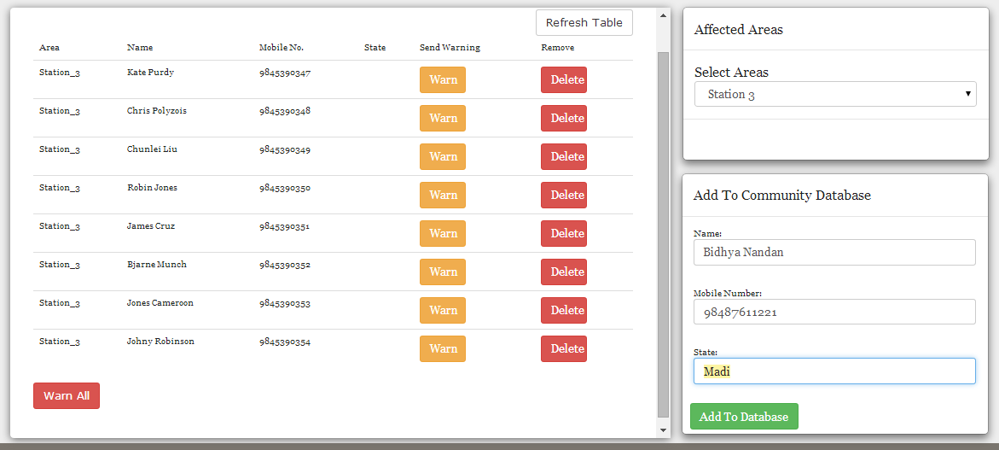 Refresh Table
Area Name Mobile No. State Send Warning Remove
Station_3 Kate Purdy 9845390347 Warn Delete
Station_3 Chris Polyzois 9845390348 Warn Delete
Station_3 Chunlei Liu 9845390349 Warn Delete
Station_3 Robin Jones 9845390350 Warn Delete
Station_3 James Cruz 9845390351 Warn Delete
Station_3 Bjarne Munch 9845390352 Warn Delete
Station_3 Jones Cameroon 9845390353 Warn Delete
Station_3 Johny Robinson 9845390354 Warn Delete
Warn All
Affected Areas
Select Areas
Station 3
Add To Community Database
Name:
Bidhya Nandan
Mobile Number:
98487611221
State:
Madi
Add To Database